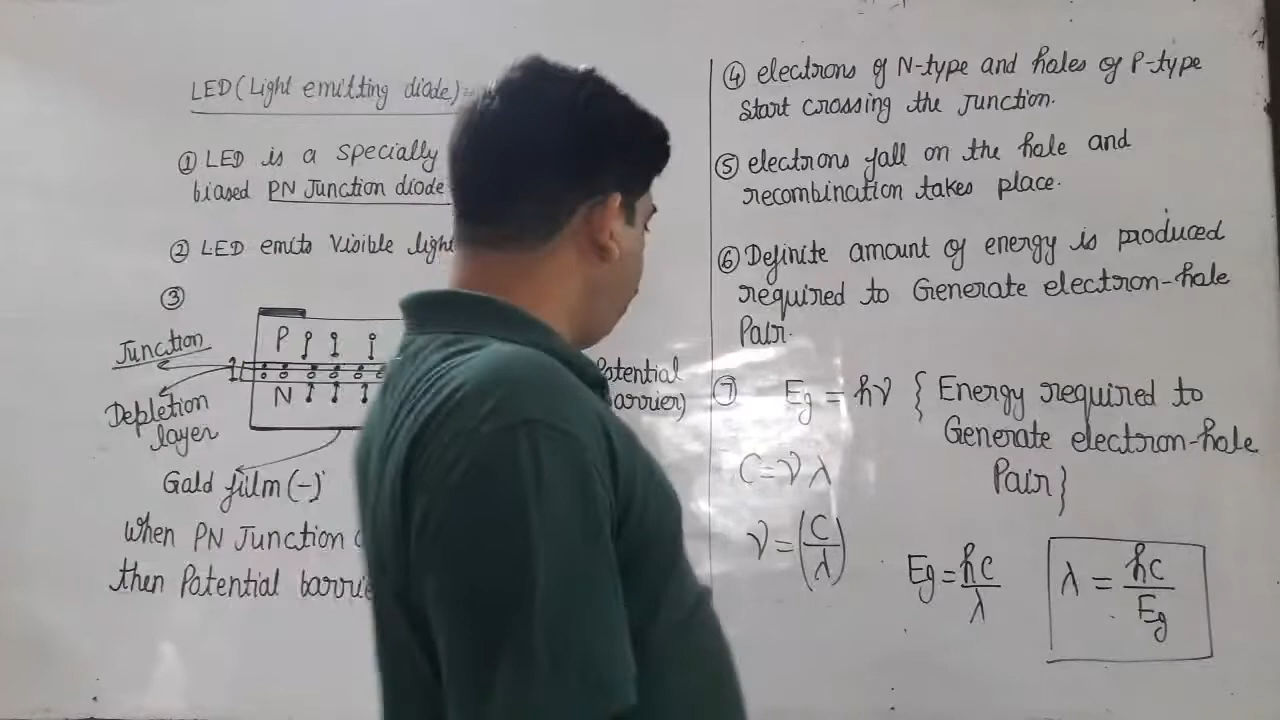 LED (Light emitting diode) =
① LED is a specially
biased PN Junction diode
② LED emits visible light
③
P
N
Junction
Depletion
layer
Gald film (-)
When PN Junction
then Potential barrie
Potential
arrier)
④ electrons of N-type and holes of P-type
start crossing the Junction.
⑤ electrons fall on the hole and
recombination takes place.
⑥ Definite amount of energy is produced
required to Generate electron-hole
Pair.
⑦ Eg = hν { Energy required to
Generate electron-hole
Pair }
C = ν λ
ν = (C/λ)
Eg = hc/λ
λ = hc/Eg